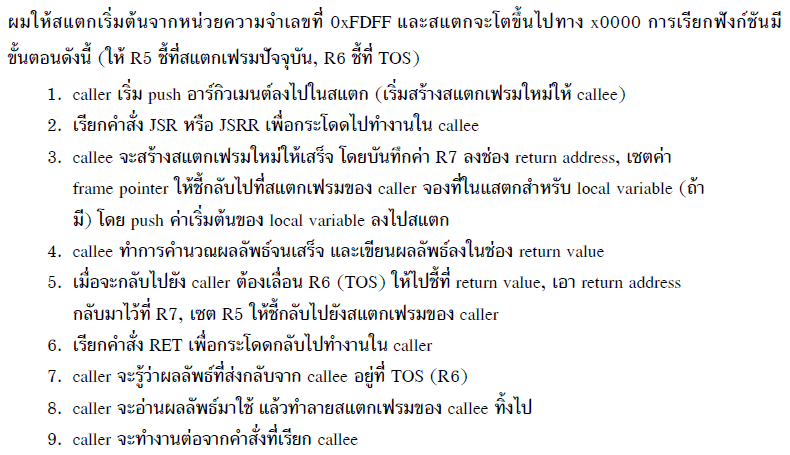 ผมให้สแตกเริ่มต้นจากหน่วยความจำเลขที่ 0xFDFF และสแตกจะโตขึ้นไปทาง x0000 การเรียกฟังก์ชันมี
ขั้นตอนดังนี้ (ให้ R5 ชี้ที่สแตกเฟรมปัจจุบัน, R6 ชี้ที่ TOS)
1. caller เริ่ม push อาร์กิวเมนต์ลงไปในสแตก (เริ่มสร้างสแตกเฟรมใหม่ให้ callee)
2. เรียกคำสั่ง JSR หรือ JSRR เพื่อกระโดดไปทำงานใน callee
3. callee จะสร้างสแตกเฟรมใหม่ให้เสร็จ โดยบันทึกค่า R7 ลงช่อง return address, เซตค่า
frame pointer ให้ชี้กลับไปที่สแตกเฟรมของ caller จองที่ในแสตกสำหรับ local variable (ถ้า
มี) โดย push ค่าเริ่มต้นของ local variable ลงไปสแตก
4. callee ทำการคำนวณผลลัพธ์จนเสร็จ และเขียนผลลัพธ์ลงในช่อง return value
5. เมื่อจะกลับไปยัง caller ต้องเลื่อน R6 (TOS) ให้ไปชี้ที่ return value, เอา return address
กลับมาไว้ที่ R7, เซต R5 ให้ชี้กลับไปยังสแตกเฟรมของ caller
6. เรียกคำสั่ง RET เพื่อกระโดดกลับไปทำงานใน caller
7. caller จะรู้ว่าผลลัพธ์ที่ส่งกลับจาก callee อยู่ที่ TOS (R6)
8. caller จะอ่านผลลัพธ์มาใช้ แล้วทำลายสแตกเฟรมของ callee ทิ้งไป
9. caller จะทำงานต่อจากคำสั่งที่เรียก callee